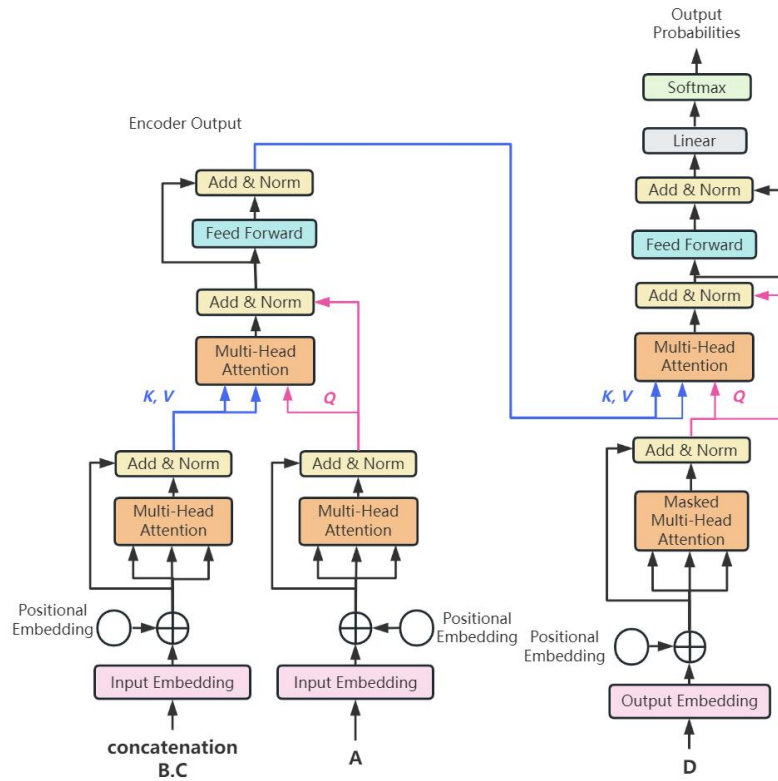 Output
Probabilities
Softmax
Linear
Add & Norm
Feed Forward
Add & Norm
Multi-Head
Attention
K, V
Q
Add & Norm
Masked
Multi-Head
Attention
Positional
Embedding
Output Embedding
D
Encoder Output
Add & Norm
Feed Forward
Add & Norm
Multi-Head
Attention
K, V
Q
Add & Norm
Multi-Head
Attention
Positional
Embedding
Input Embedding
concatenation
B.C
Add & Norm
Multi-Head
Attention
Positional
Embedding
Input Embedding
A